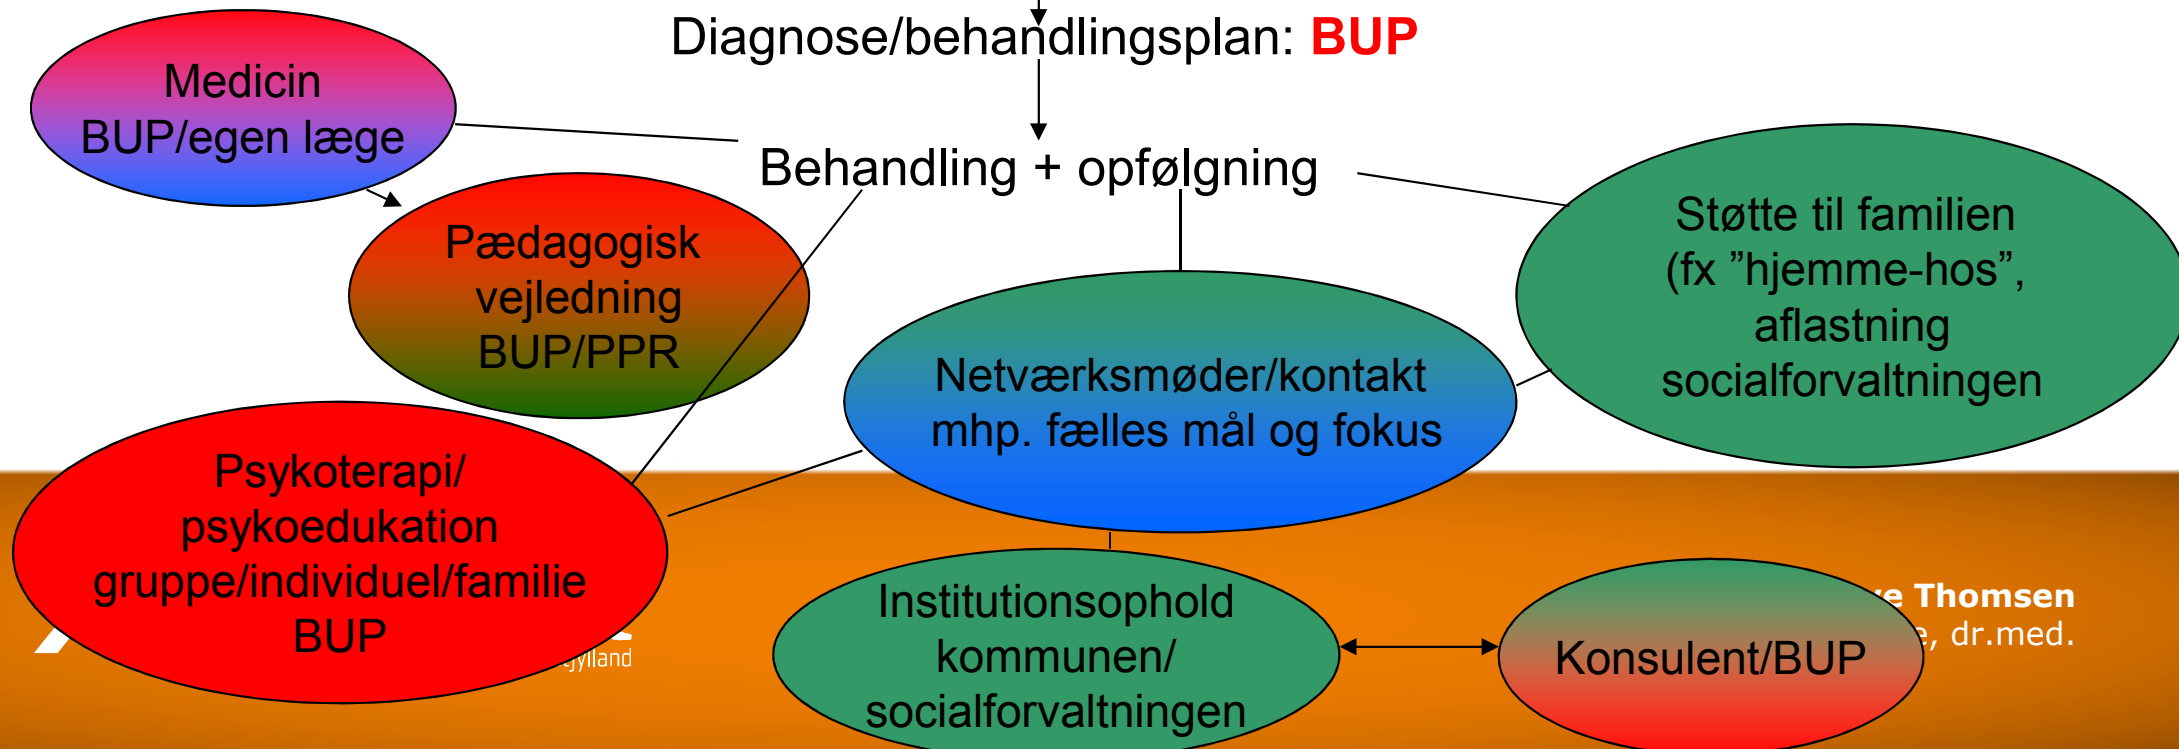 Diagnose/behandlingsplan: BUP
Medicin
BUP/egen læge
Behandling + opfølgning
Pædagogisk
vejledning
BUP/PPR
Støtte til familien
(fx ”hjemme-hos”,
aflastning
socialforvaltningen
Netværksmøder/kontakt
mhp. fælles mål og fokus
Psykoterapi/
psykoedukation
gruppe/individuel/familie
BUP
Institutionsophold
kommunen/
socialforvaltningen
Konsulent/BUP
Thomsen
dr.med.